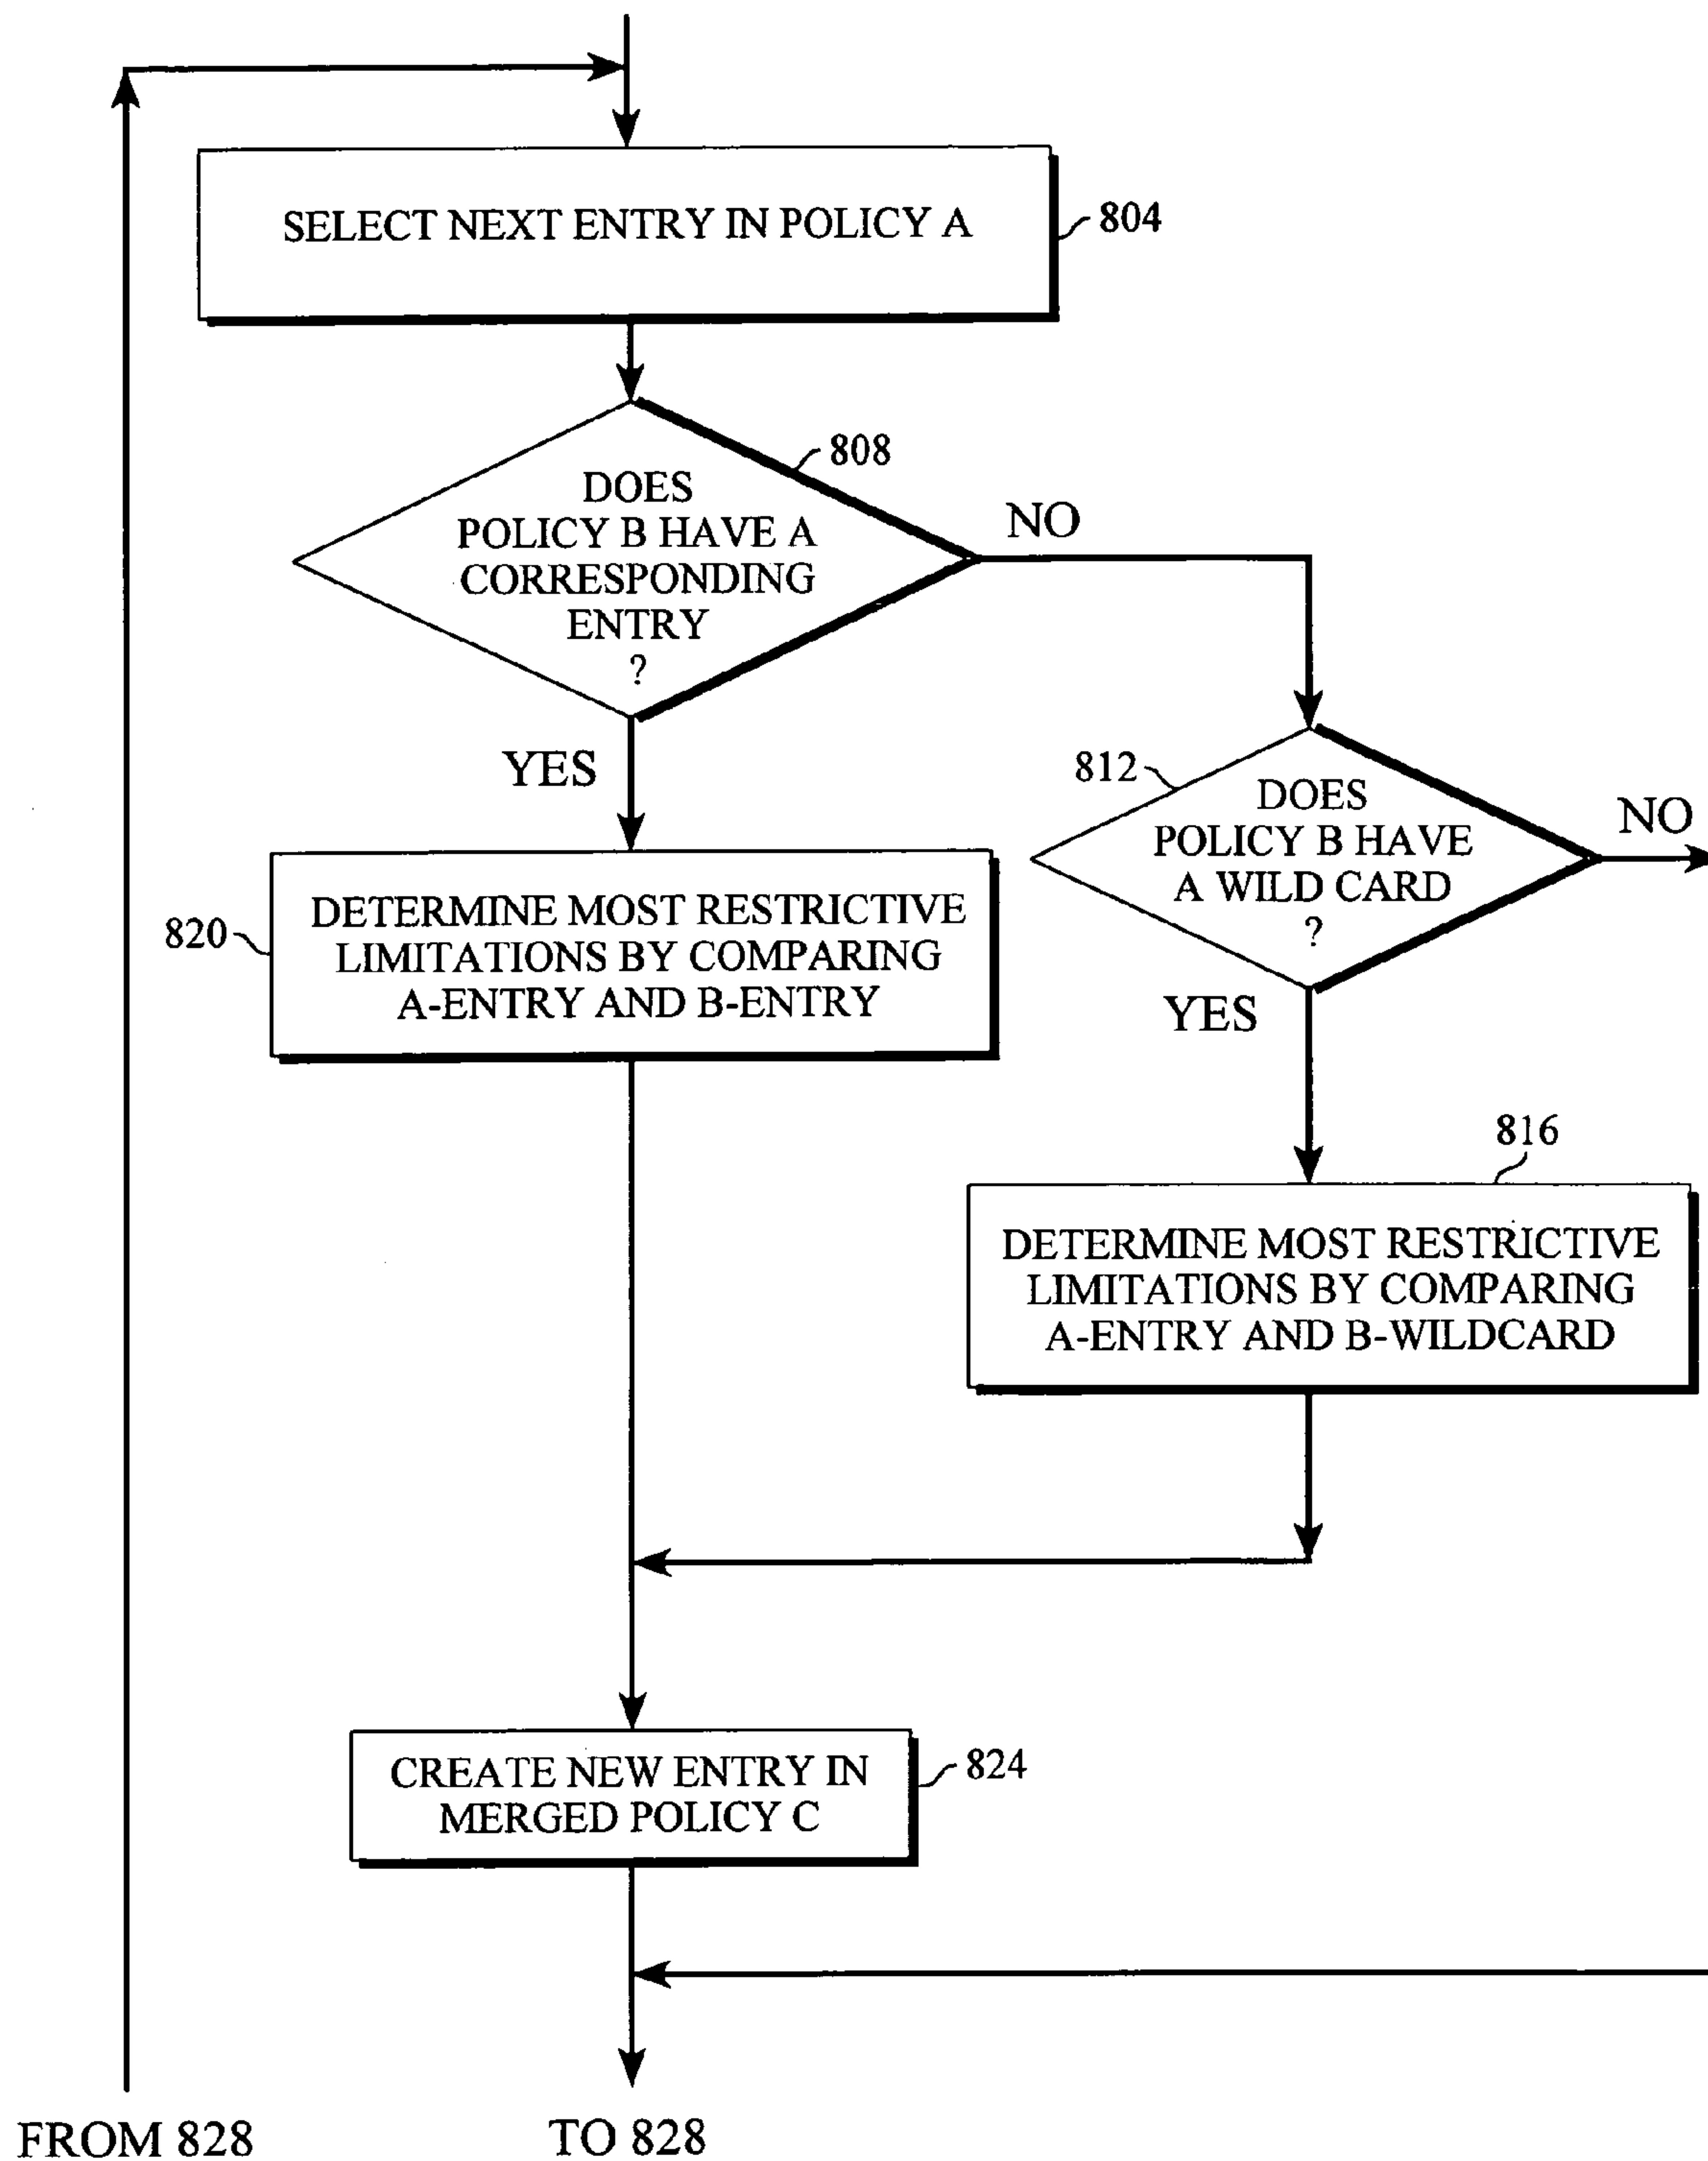 SELECT NEXT ENTRY IN POLICY A
804
808
DOES
POLICY B HAVE A
CORRESPONDING
ENTRY
?
NO
YES
812
DOES
POLICY B HAVE
A WILD CARD
?
NO
YES
820
DETERMINE MOST RESTRICTIVE
LIMITATIONS BY COMPARING
A-ENTRY AND B-ENTRY
816
DETERMINE MOST RESTRICTIVE
LIMITATIONS BY COMPARING
A-ENTRY AND B-WILDCARD
CREATE NEW ENTRY IN
MERGED POLICY C
824
FROM 828
TO 828